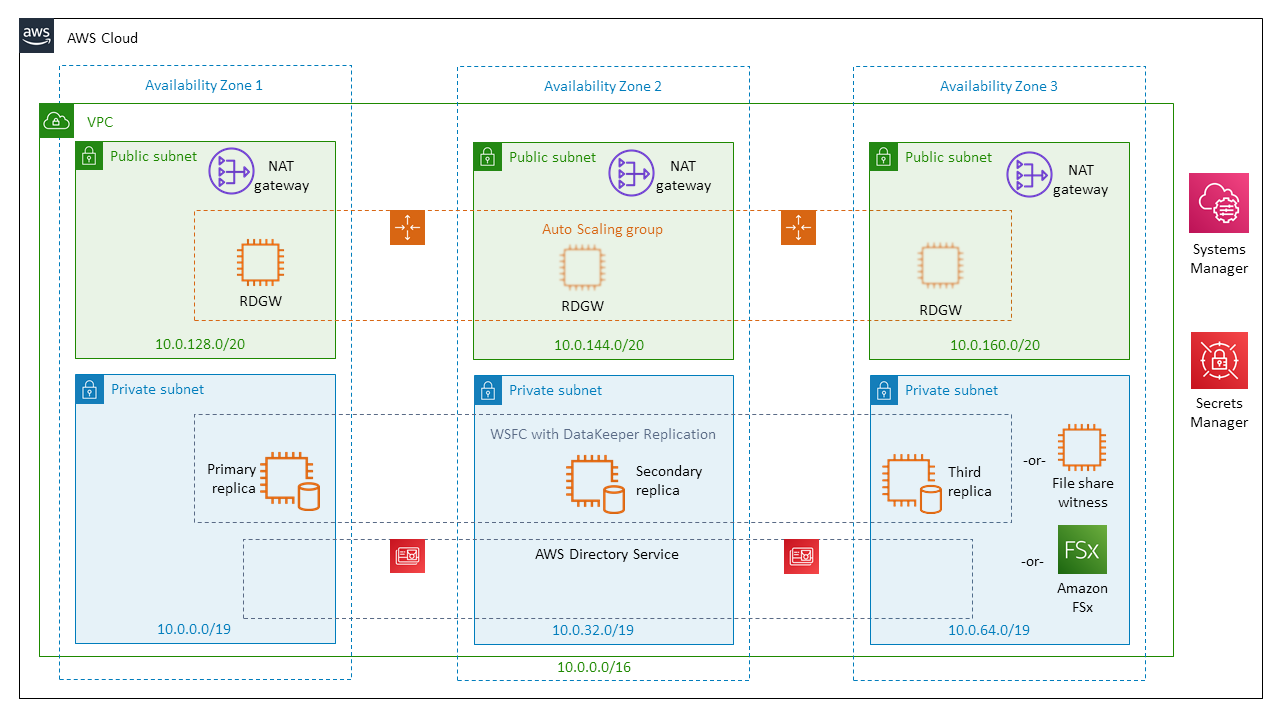 aws
AWS Cloud
Availability Zone 1
Availability Zone 2
Availability Zone 3
VPC
Public subnet
NAT
gateway
Public subnet
NAT
gateway
Public subnet
NAT
gateway
Auto Scaling group
RDGW
RDGW
RDGW
10.0.128.0/20
10.0.144.0/20
10.0.160.0/20
Systems
Manager
Private subnet
Private subnet
Private subnet
WSFC with DataKeeper Replication
Primary
replica
Secondary
replica
Third
replica
-or-
File share
witness
Secrets
Manager
AWS Directory Service
-or-
FSx
Amazon
FSx
10.0.0.0/19
10.0.32.0/19
10.0.64.0/19
10.0.0.0/16